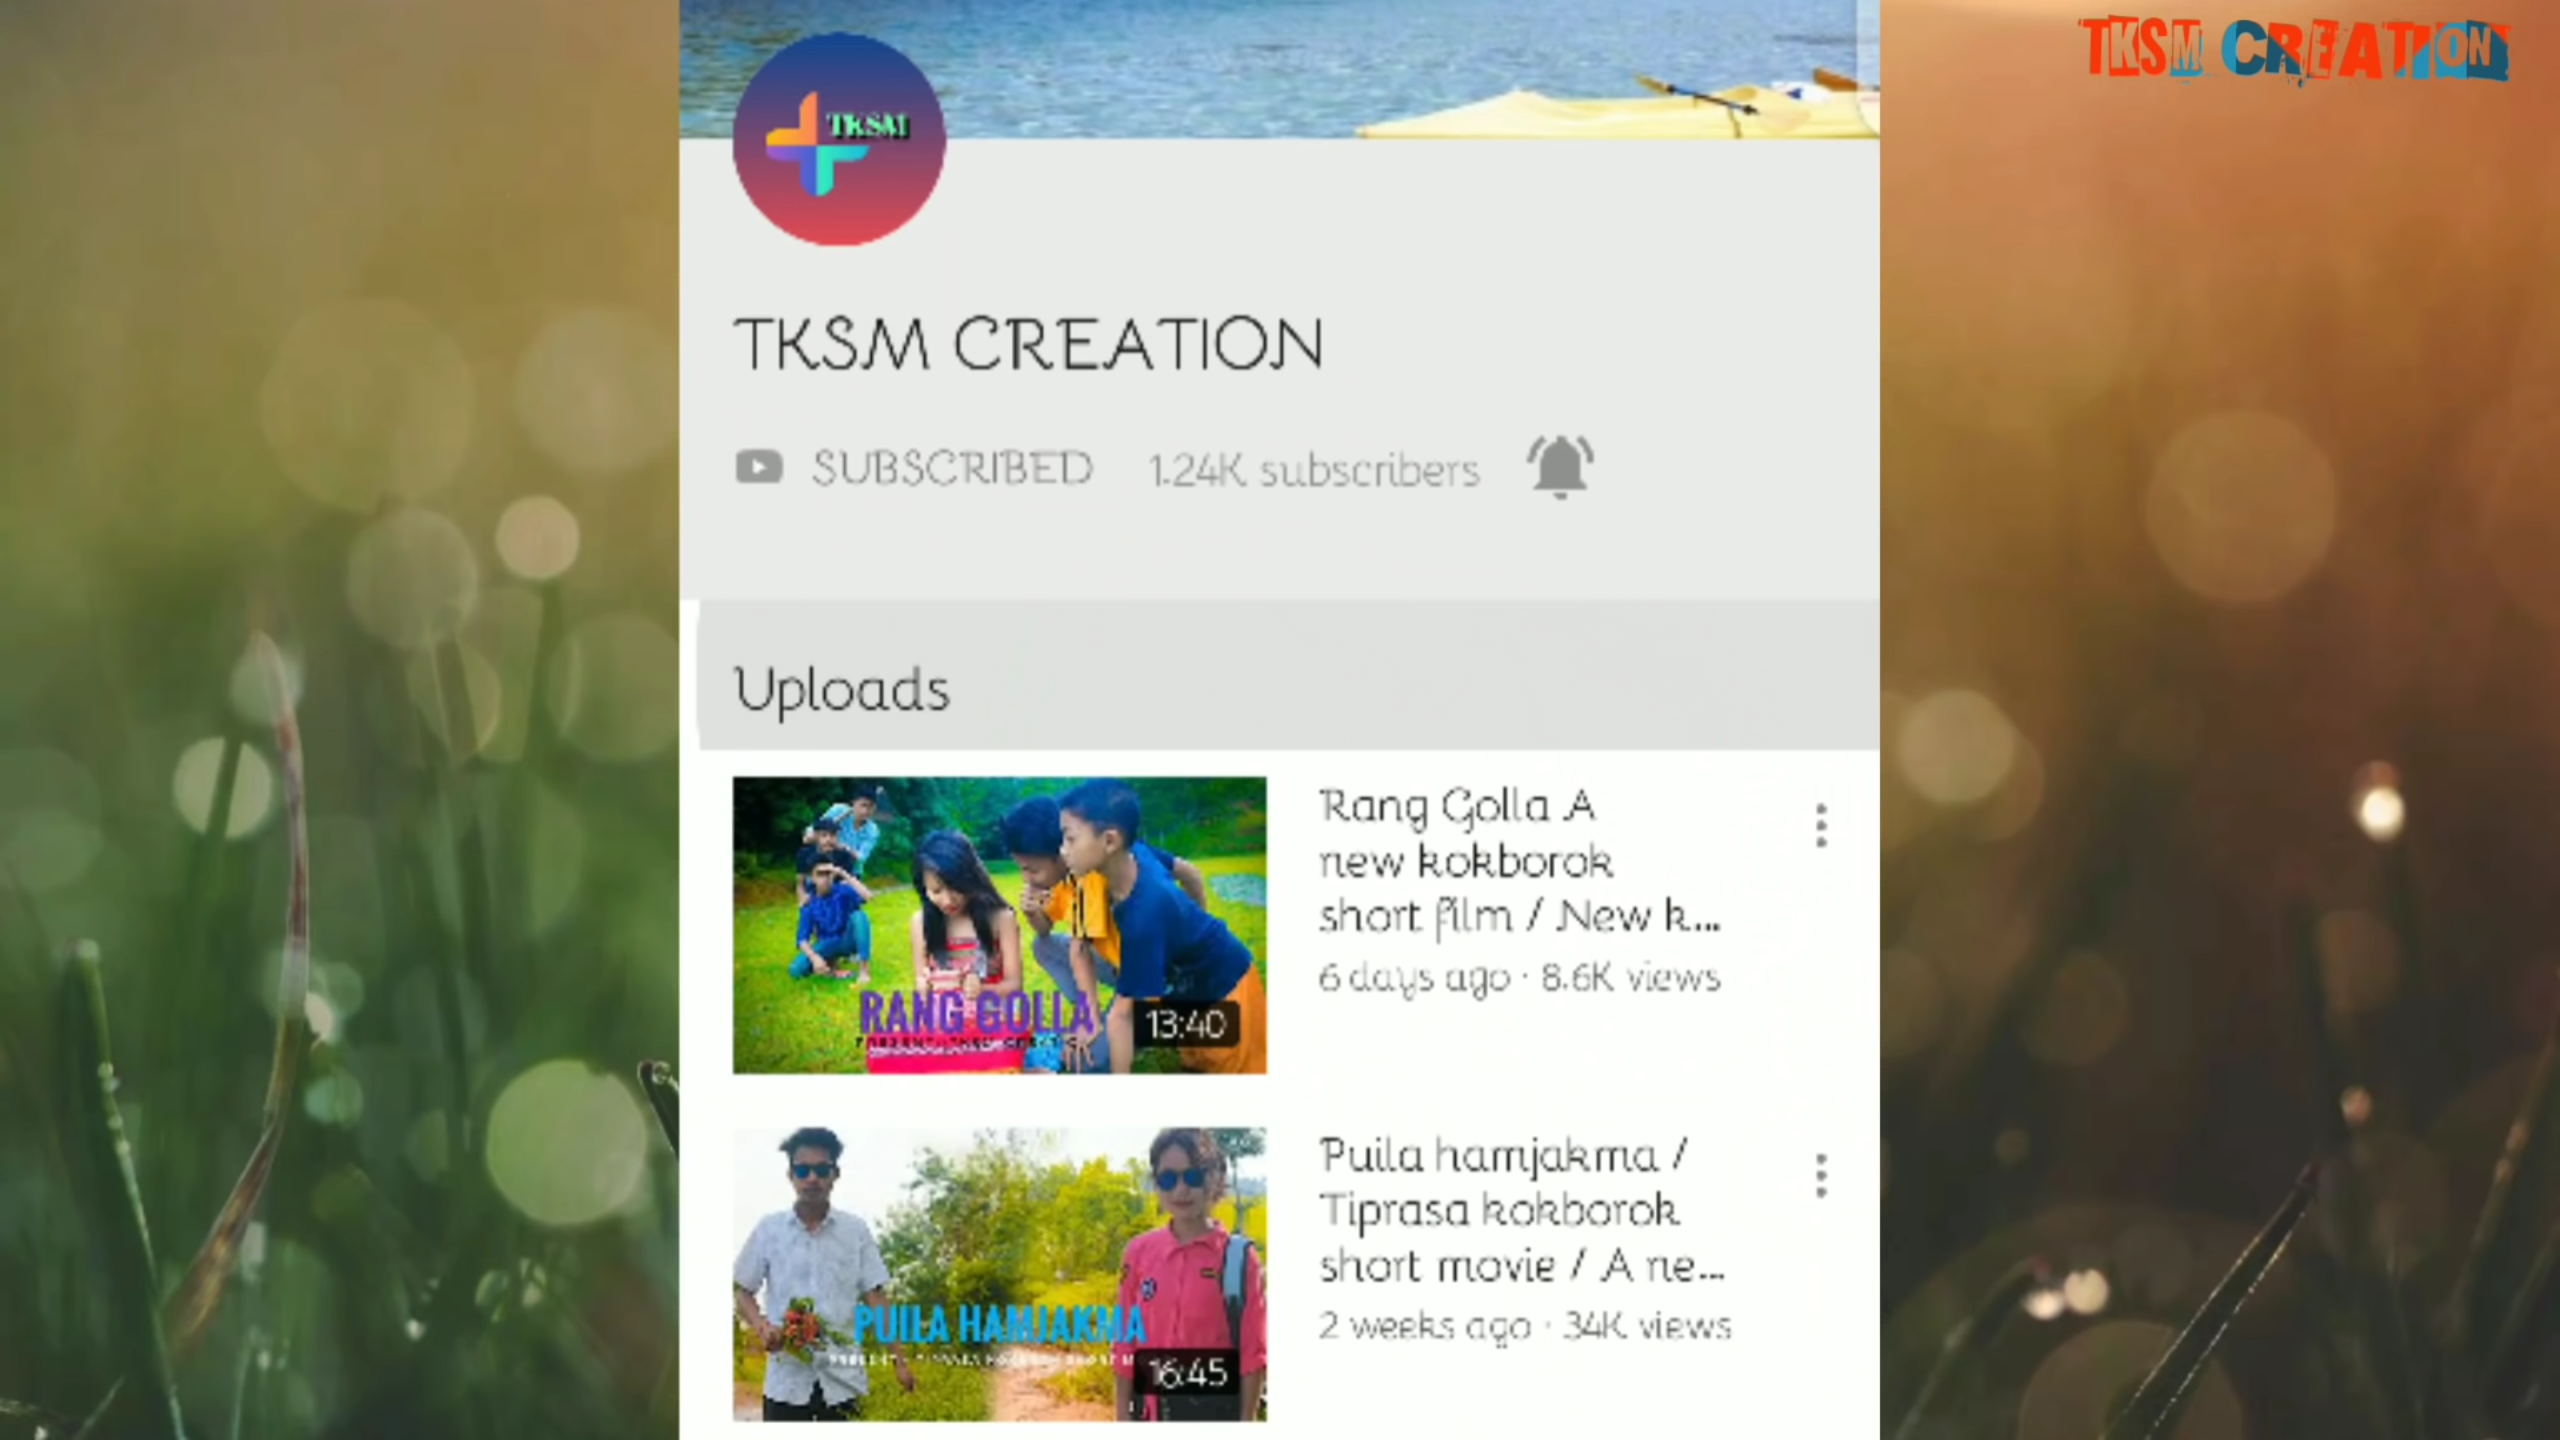 TKSM CREATION
TKSM
TKSM CREATION
SUBSCRIBED 1.24K subscribers
Uploads
RANG GOLLA
13:40
Rang Golla A
new kokborok
short film / New k...
6 days ago · 8.6K views
PUILA HAMJAKMA
16:45
Puila hamjakma /
Tiprasa kokborok
short movie / A ne...
2 weeks ago · 34K views